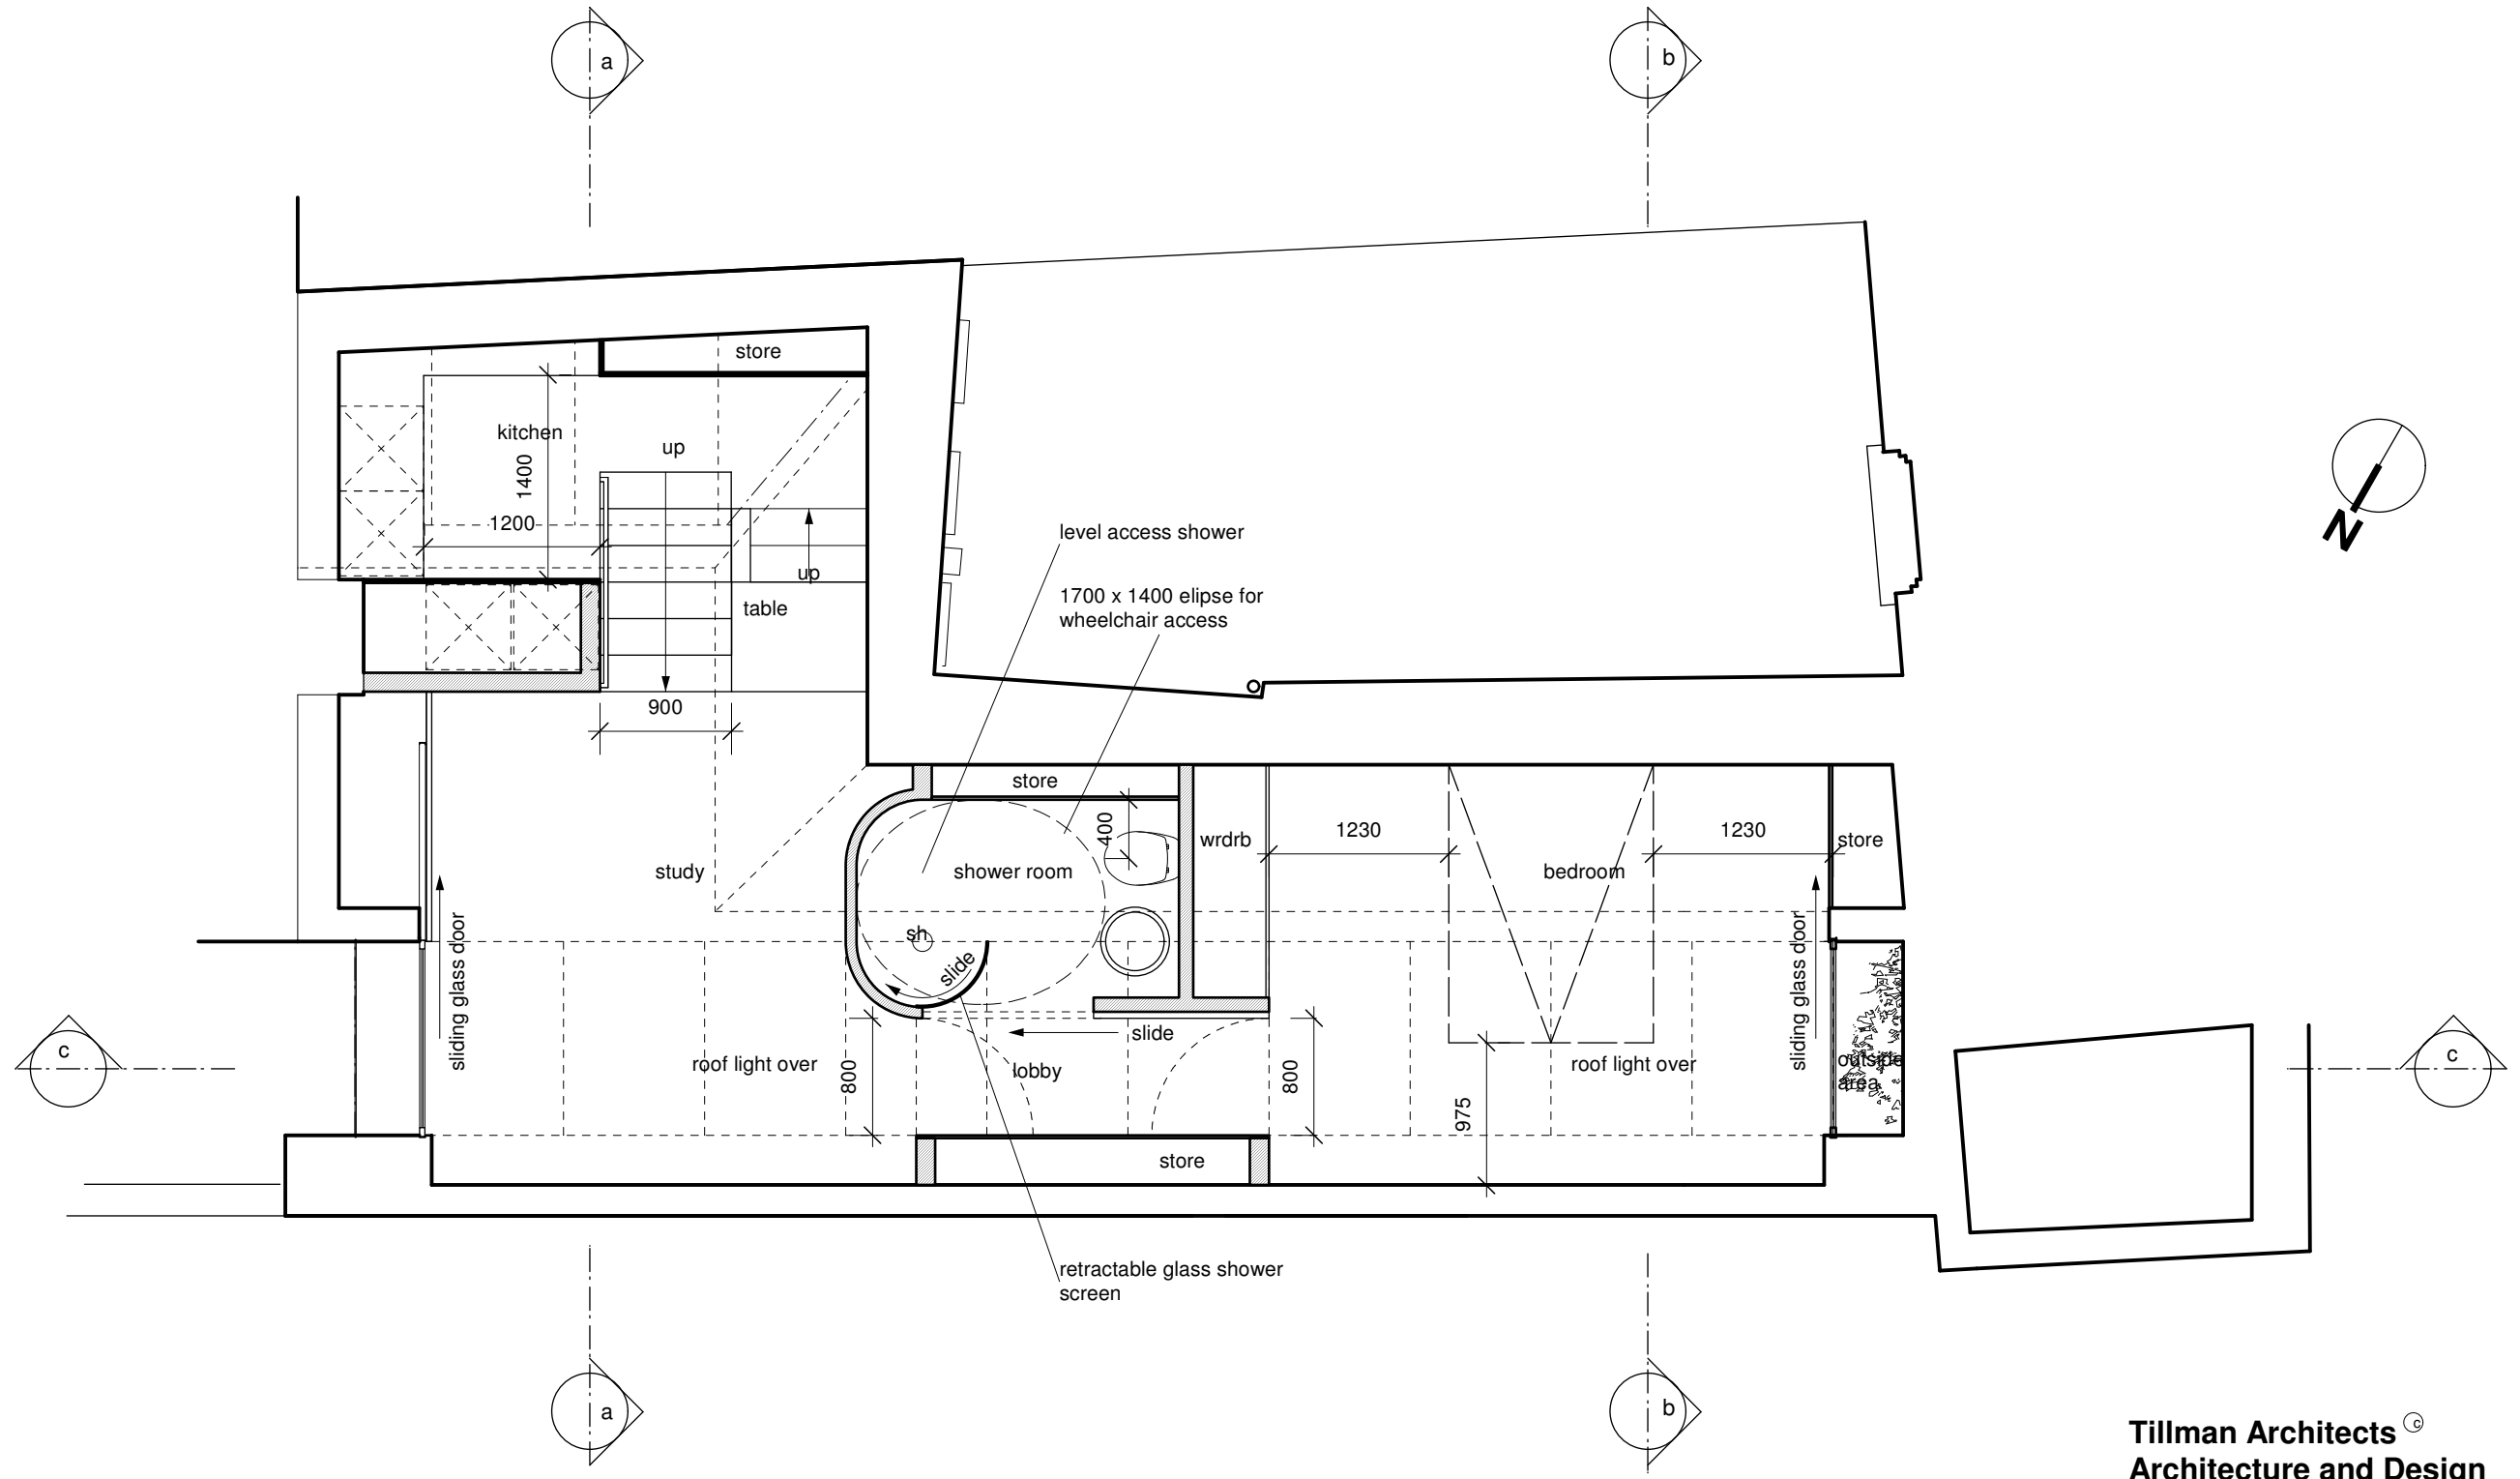 a
b
store
kitchen
up
1400
1200
up
table
level access shower
1700 x 1400 elipse for
wheelchair access
N
900
store
400
wrdrb
1230
1230
store
study
shower room
bedroom
sh
slide
sliding glass door
sliding glass door
slide
c
roof light over
800
lobby
800
975
roof light over
outside
area
c
store
retractable glass shower
screen
a
b
Tillman Architects ©
Architecture and Design